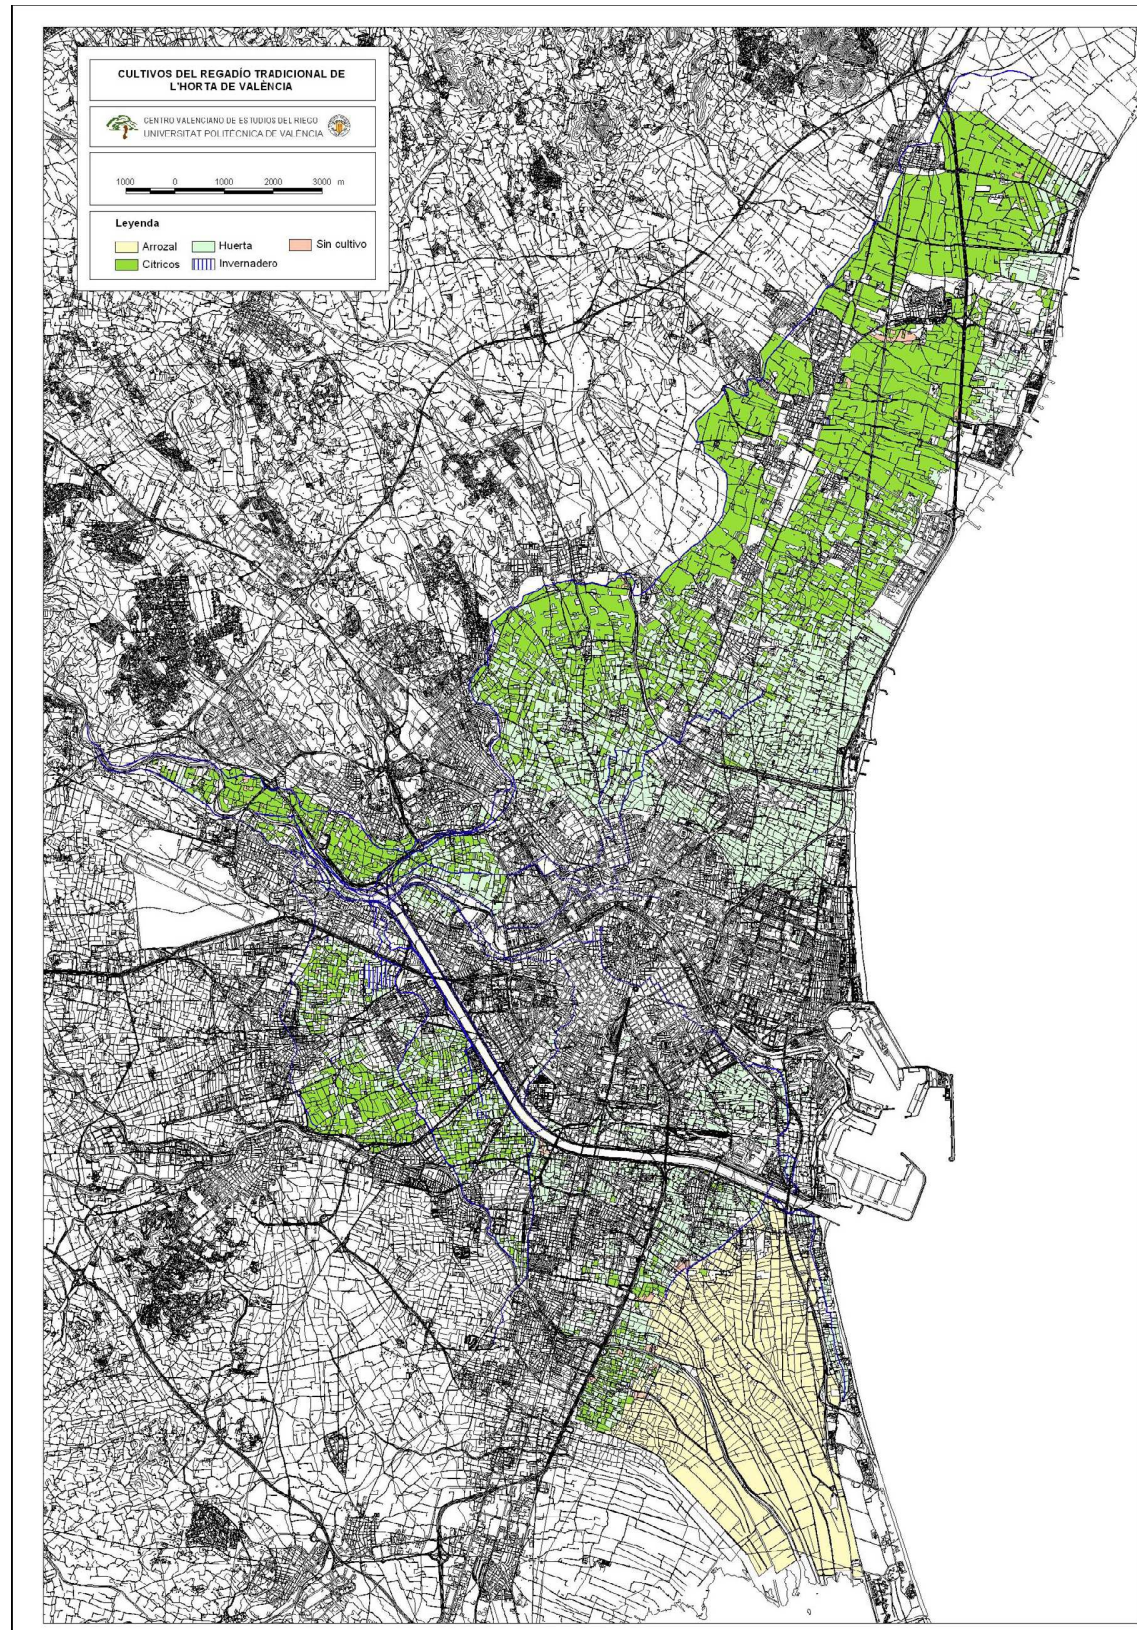 CULTIVOS DEL REGADÍO TRADICIONAL DE
L'HORTA DE VALÈNCIA
CENTRO VALENCIANO DE ESTUDIOS DEL RIEGO
UNIVERSITAT POLITÈCNICA DE VALÈNCIA
1000 0 1000 2000 3000 m
Leyenda
Arrozal Huerta Sin cultivo
Cítricos Invernadero